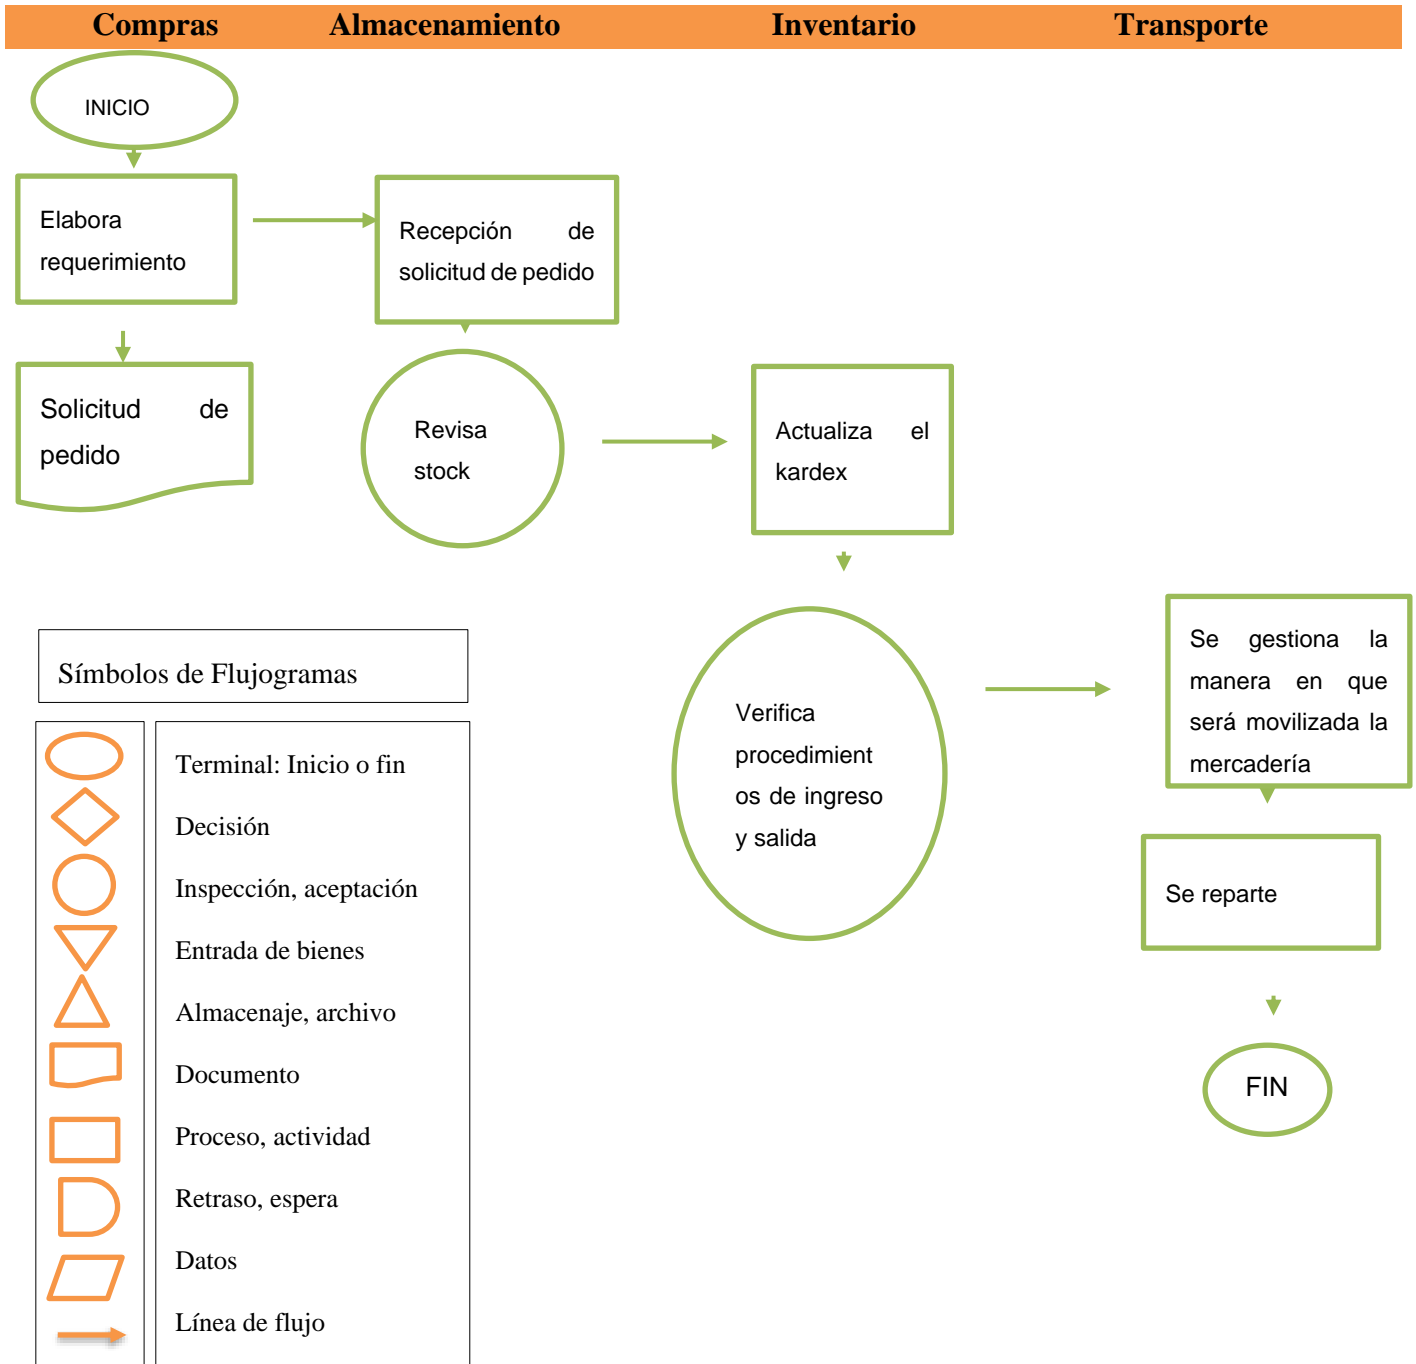 Compras Almacenamiento Inventario Transporte
INICIO
Elabora
requerimiento
Recepción de
solicitud de pedido
Solicitud de
pedido
Revisa
stock
Actualiza el
kardex
Verifica
procedimient
os de ingreso
y salida
Se gestiona la
manera en que
será movilizada la
mercadería
Se reparte
FIN
Símbolos de Flujogramas
Terminal: Inicio o fin
Decisión
Inspección, aceptación
Entrada de bienes
Almacenaje, archivo
Documento
Proceso, actividad
Retraso, espera
Datos
Línea de flujo